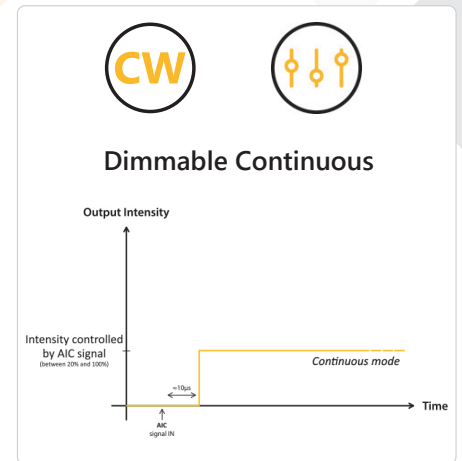 CW
Dimmable Continuous
Output Intensity
Intensity controlled
by AIC signal
(between 20% and 100%)
Continuous mode
≈10µs
Time
AIC
signal IN